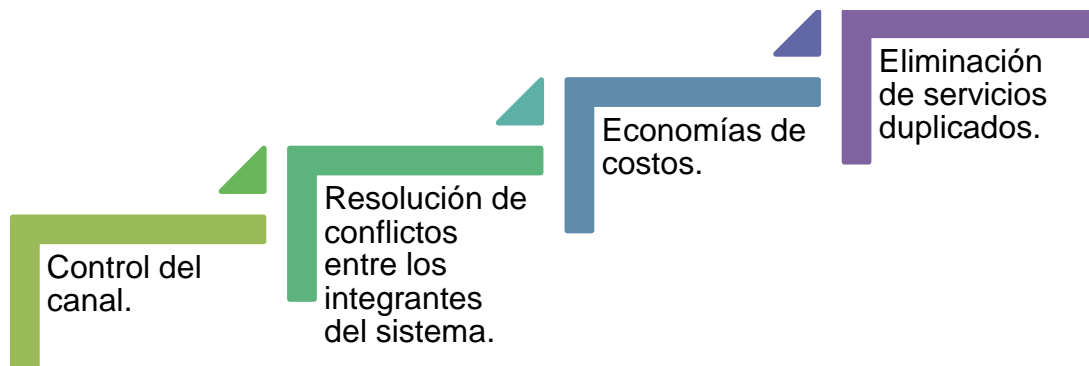 Control del
canal.
Resolución de
conflictos
entre los
integrantes
del sistema.
Economías de
costos.
Eliminación
de servicios
duplicados.